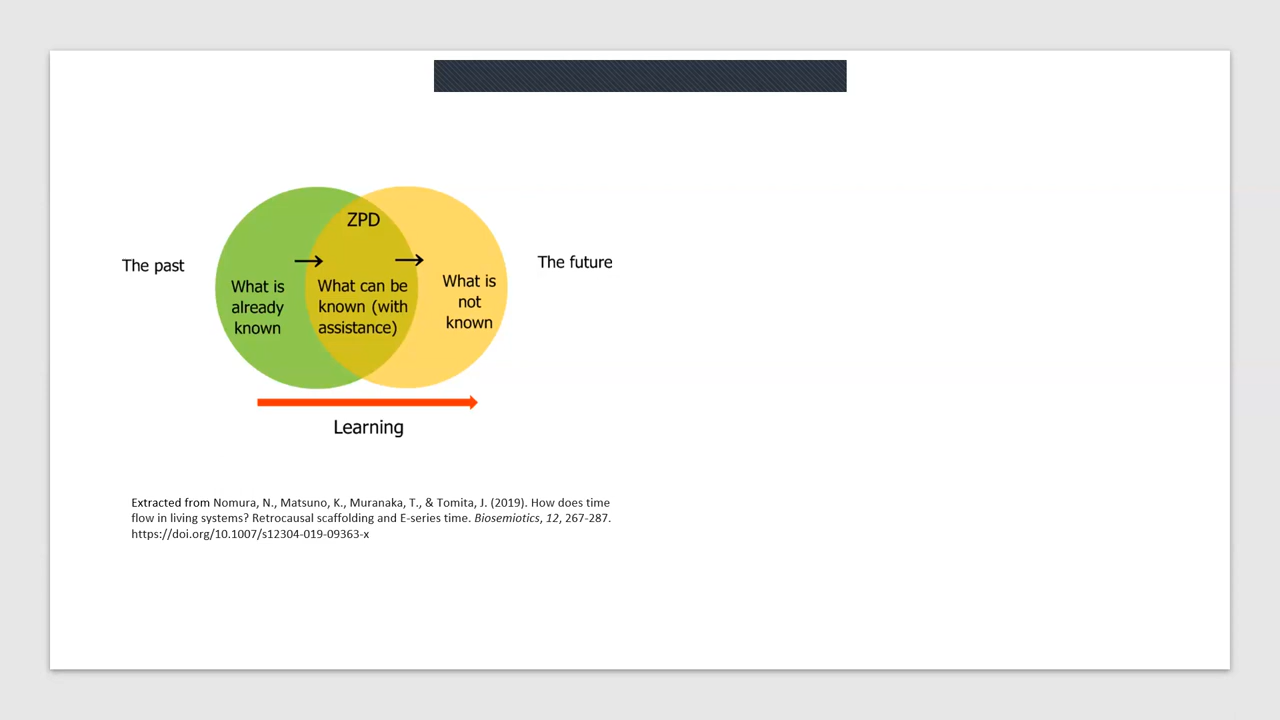 ZPD
The past
The future
What is
already
known
What can be
known (with
assistance)
What is
not
known
Learning
Extracted from Nomura, N., Matsuno, K., Muranaka, T., & Tomita, J. (2019). How does time
flow in living systems? Retrocausal scaffolding and E-series time. Biosemiotics, 12, 267-287.
https://doi.org/10.1007/s12304-019-09363-x